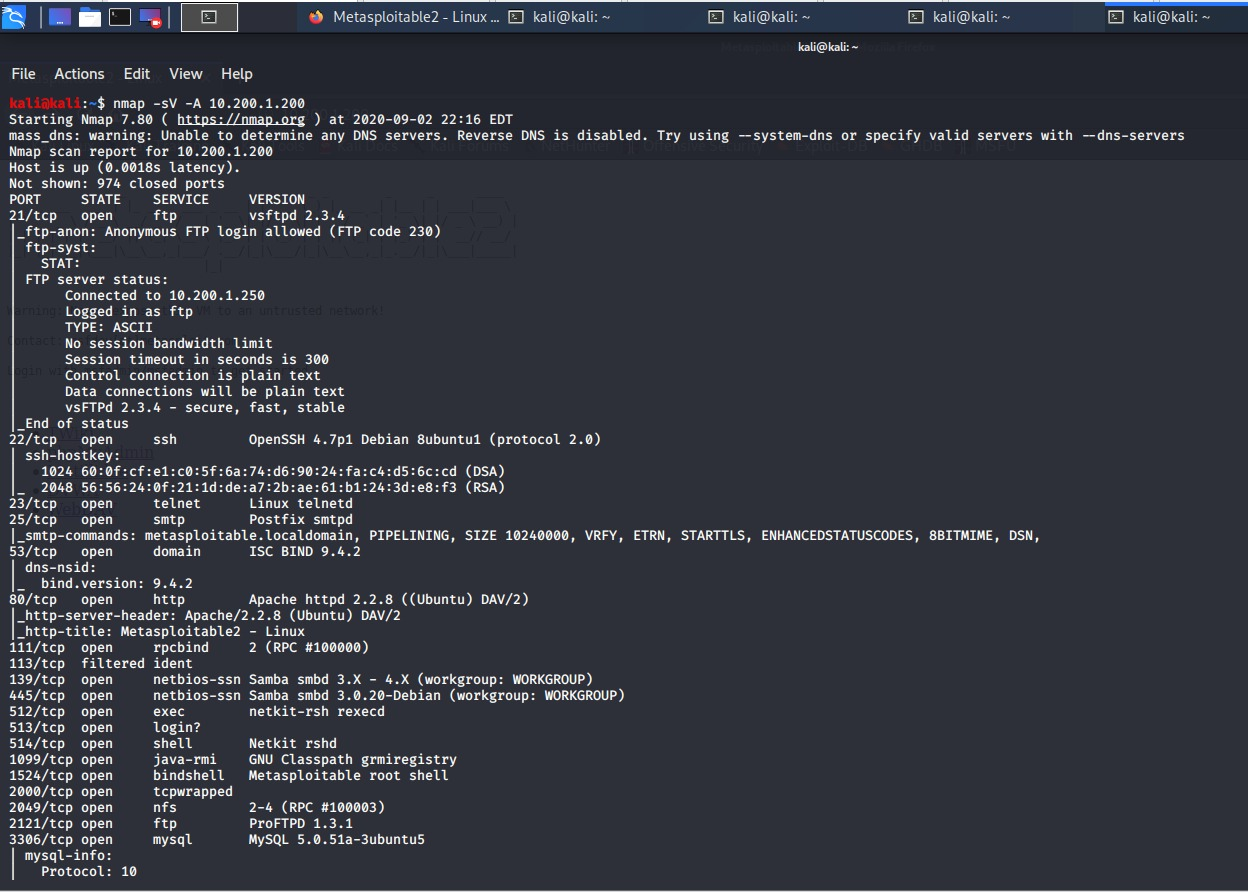 Metasploitable2 - Linux ...
kali@kali: ~
kali@kali: ~
kali@kali: ~
kali@kali: ~
kali@kali: ~
File Actions Edit View Help
kali@kali:~$ nmap -sV -A 10.200.1.200
Starting Nmap 7.80 ( https://nmap.org ) at 2020-09-02 22:16 EDT
mass_dns: warning: Unable to determine any DNS servers. Reverse DNS is disabled. Try using --system-dns or specify valid servers with --dns-servers
Nmap scan report for 10.200.1.200
Host is up (0.0018s latency).
Not shown: 974 closed ports
PORT     STATE    SERVICE     VERSION
21/tcp   open     ftp         vsftpd 2.3.4
|_ftp-anon: Anonymous FTP login allowed (FTP code 230)
| ftp-syst:
|   STAT:
| FTP server status:
|      Connected to 10.200.1.250
|      Logged in as ftp
|      TYPE: ASCII
|      No session bandwidth limit
|      Session timeout in seconds is 300
|      Control connection is plain text
|      Data connections will be plain text
|      vsFTPd 2.3.4 - secure, fast, stable
|_End of status
22/tcp   open     ssh         OpenSSH 4.7p1 Debian 8ubuntu1 (protocol 2.0)
| ssh-hostkey:
|   1024 60:0f:cf:e1:c0:5f:6a:74:d6:90:24:fa:c4:d5:6c:cd (DSA)
|_  2048 56:56:24:0f:21:1d:de:a7:2b:ae:61:b1:24:3d:e8:f3 (RSA)
23/tcp   open     telnet      Linux telnetd
25/tcp   open     smtp        Postfix smtpd
|_smtp-commands: metasploitable.localdomain, PIPELINING, SIZE 10240000, VRFY, ETRN, STARTTLS, ENHANCEDSTATUSCODES, 8BITMIME, DSN,
53/tcp   open     domain      ISC BIND 9.4.2
| dns-nsid:
|_  bind.version: 9.4.2
80/tcp   open     http        Apache httpd 2.2.8 ((Ubuntu) DAV/2)
|_http-server-header: Apache/2.2.8 (Ubuntu) DAV/2
|_http-title: Metasploitable2 - Linux
111/tcp  open     rpcbind     2 (RPC #100000)
113/tcp  filtered ident
139/tcp  open     netbios-ssn Samba smbd 3.X - 4.X (workgroup: WORKGROUP)
445/tcp  open     netbios-ssn Samba smbd 3.0.20-Debian (workgroup: WORKGROUP)
512/tcp  open     exec        netkit-rsh rexecd
513/tcp  open     login?
514/tcp  open     shell       Netkit rshd
1099/tcp open     java-rmi    GNU Classpath grmiregistry
1524/tcp open     bindshell   Metasploitable root shell
2000/tcp open     tcpwrapped
2049/tcp open     nfs         2-4 (RPC #100003)
2121/tcp open     ftp         ProFTPD 1.3.1
3306/tcp open     mysql       MySQL 5.0.51a-3ubuntu5
| mysql-info:
|   Protocol: 10